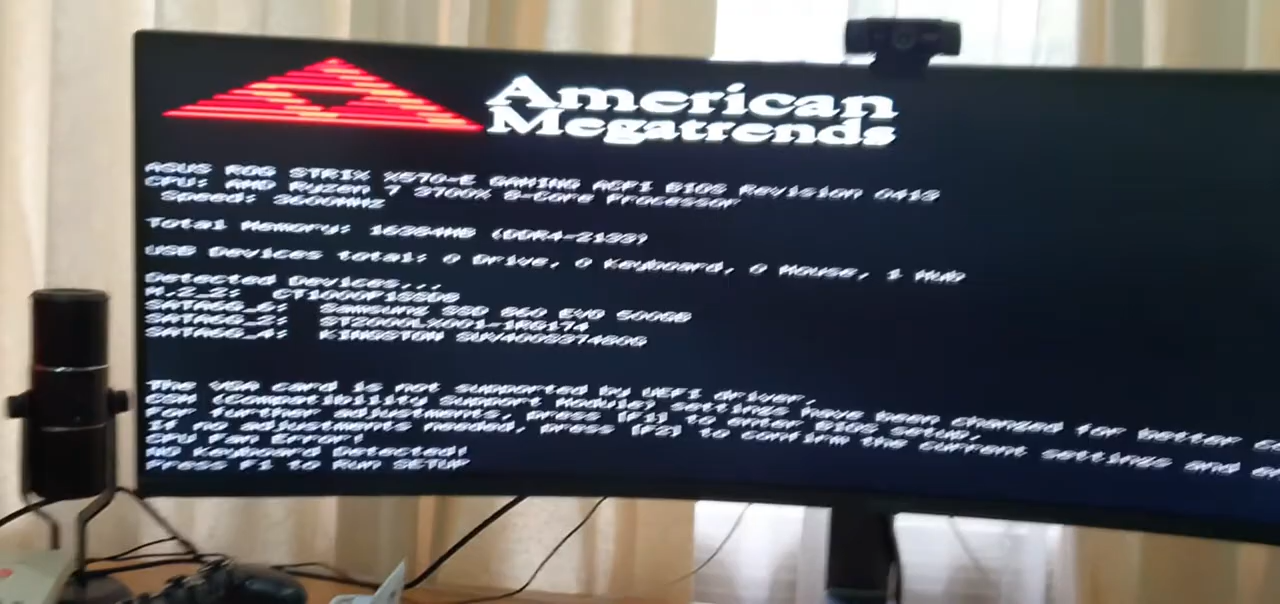 American
Megatrends
ASUS ROG STRIX X570-E GAMING ACPI BIOS Revision 0413
CPU: AMD Ryzen 7 3700X 8-Core Processor
Speed: 3600MHz
Total Memory: 16384MB (DDR4-2133)
USB Devices total: 0 Drive, 0 Keyboard, 0 Mouse, 1 Hub
Detected Devices...
M.2_2: CT1000P1SSD8
SATA6G_6: Samsung SSD 860 EVO 500GB
SATA6G_2: ST2000LX001-1RG174
SATA6G_4: KINGSTON
The VGA card is not supported by UEFI driver.
CSM (Compatibility Support Module) settings have been changed for better
For further adjustments, press [F1] to enter BIOS setup.
If no adjustments needed, press [F2] to confirm the current settings and
CPU Fan Error!
NO Keyboard Detected!
Press F1 to Run SETUP